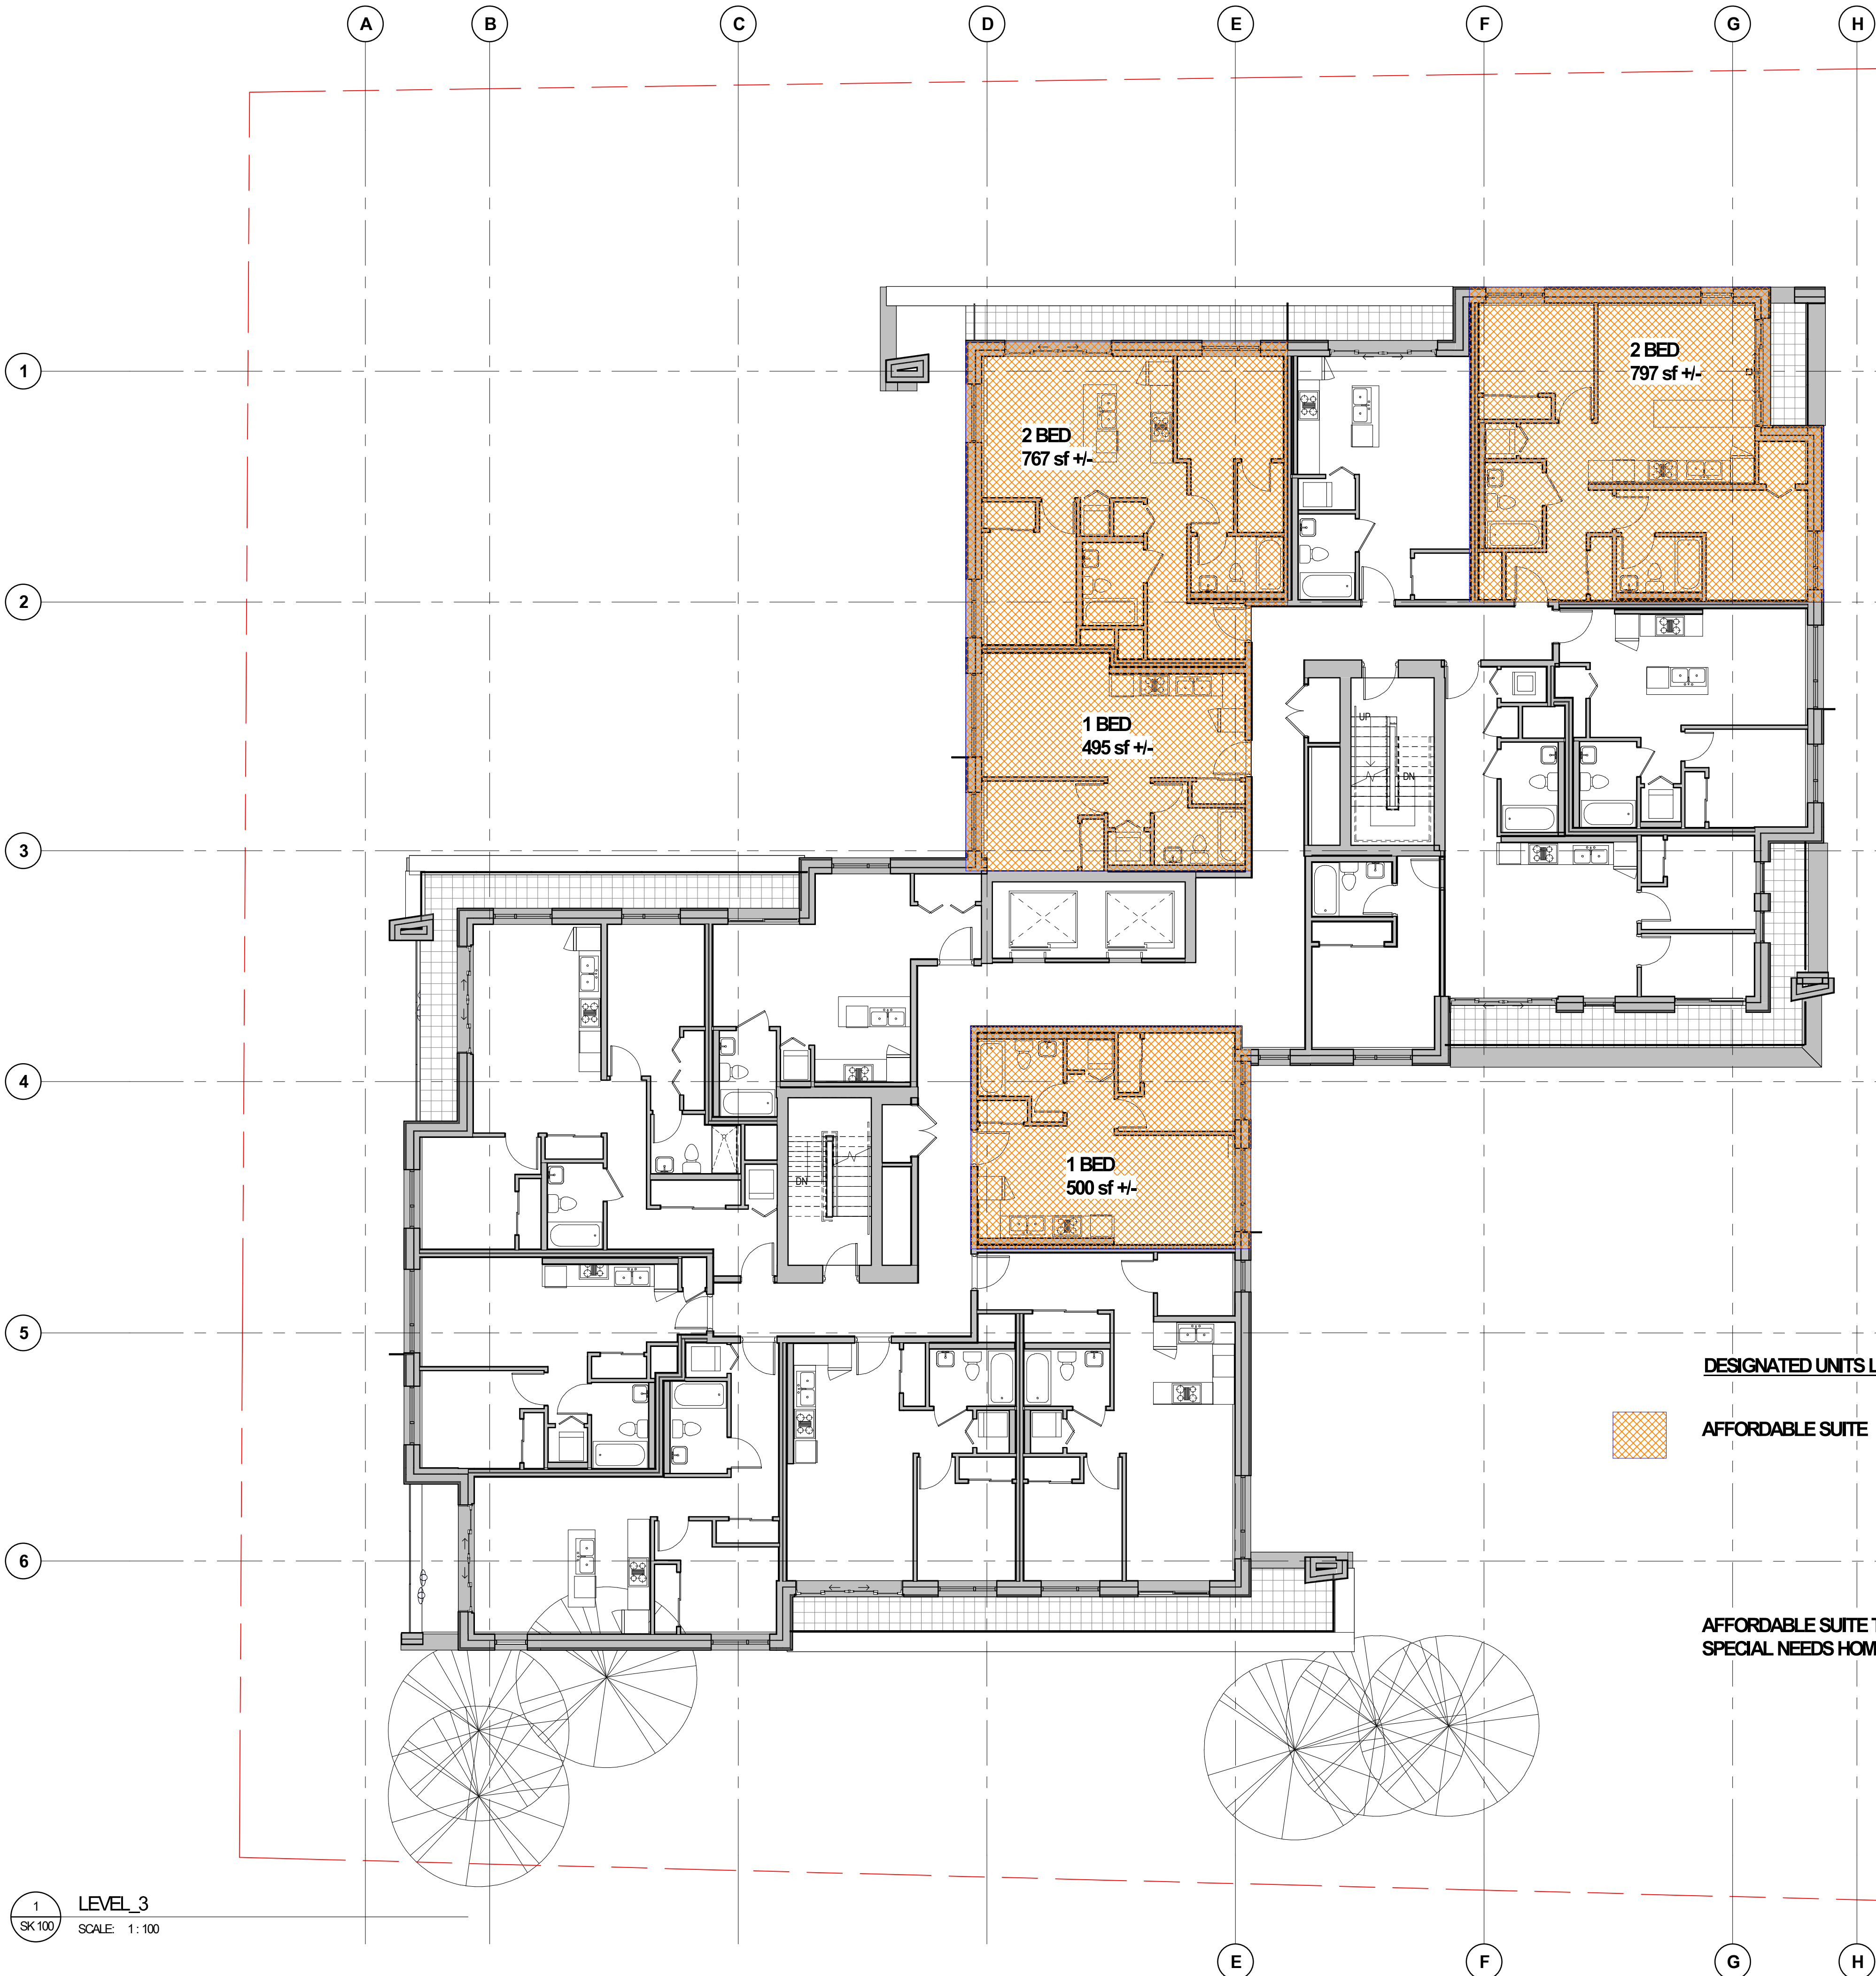 A B C D E F G H
1
2 BED
797 sf +/-
2 BED
767 sf +/-
2
UP
DN
1 BED
495 sf +/-
3
4
1 BED
500 sf +/-
DN
5
DESIGNATED UNITS L
AFFORDABLE SUITE
6
AFFORDABLE SUITE T
SPECIAL NEEDS HOM
1
SK 100
LEVEL_3
SCALE: 1 : 100
E F G H